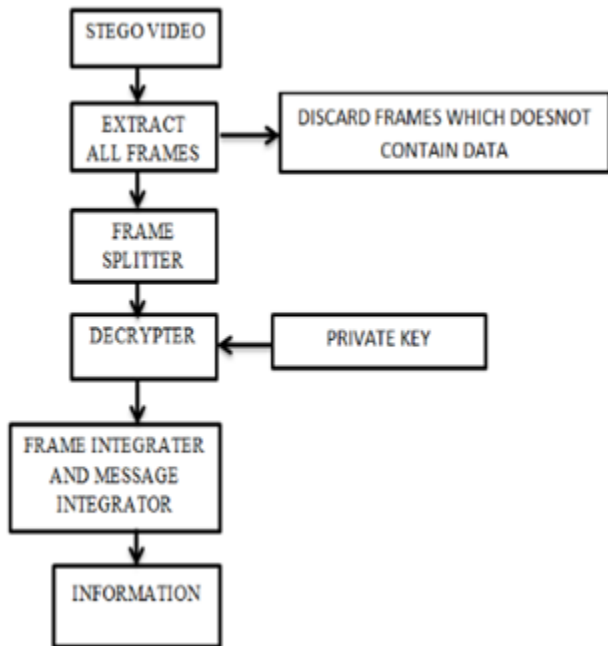 STEGO VIDEO
EXTRACT
ALL FRAMES
DISCARD FRAMES WHICH DOESNOT
CONTAIN DATA
FRAME
SPLITTER
DECRYPTER
PRIVATE KEY
FRAME INTEGRATER
AND MESSAGE
INTEGRATOR
INFORMATION